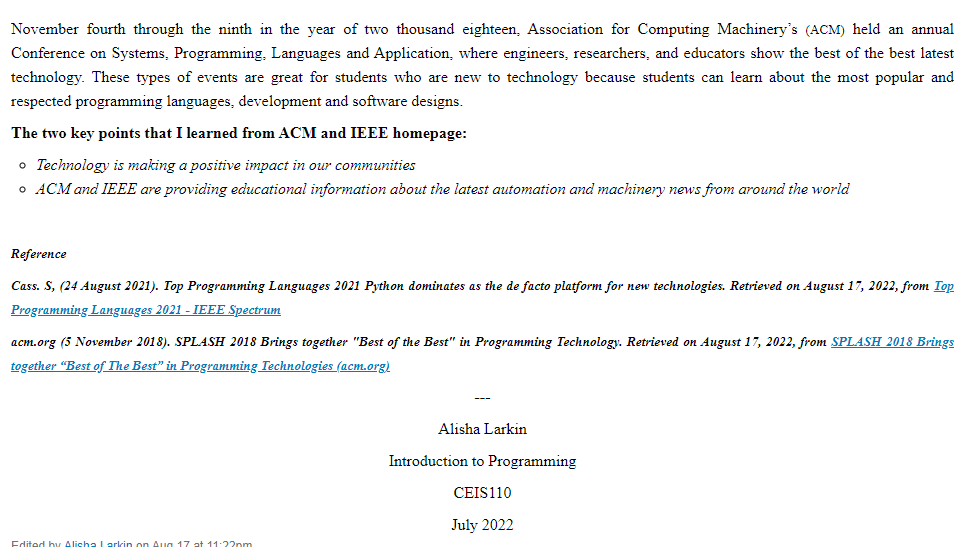 November fourth through the ninth in the year of two thousand eighteen, Association for Computing Machinery's (ACM) held an annual
Conference on Systems, Programming, Languages and Application, where engineers, researchers, and educators show the best of the best latest
technology. These types of events are great for students who are new to technology because students can learn about the most popular and
respected programming languages, development and software designs.
The two key points that I learned from ACM and IEEE homepage:
Technology is making a positive impact in our communities
ACM and IEEE are providing educational information about the latest automation and machinery news from around the world
Reference
Cass. S, (24 August 2021). Top Programming Languages 2021 Python dominates as the de facto platform for new technologies. Retrieved on August 17, 2022, from Top
Programming Languages 2021 - IEEE Spectrum
acm.org (5 November 2018). SPLASH 2018 Brings together "Best of the Best" in Programming Technology. Retrieved on August 17, 2022, from SPLASH 2018 Brings
together “Best of The Best” in Programming Technologies (acm.org)
---
Alisha Larkin
Introduction to Programming
CEIS110
July 2022
Edited by Alisha Larkin on Aug 17 at 11:22pm